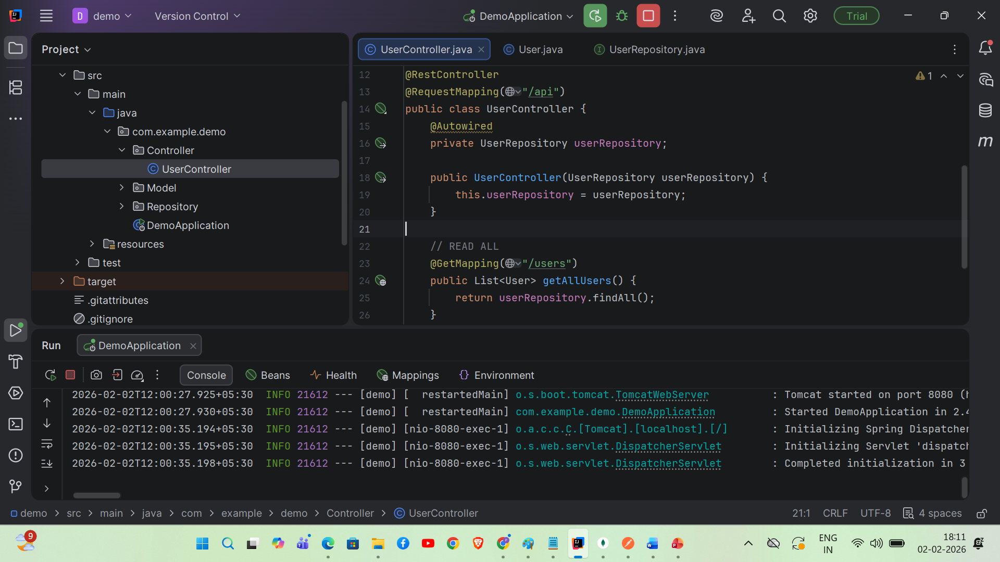 D demo Version Control DemoApplication Trial
Project
src
main
java
com.example.demo
Controller
UserController
Model
Repository
DemoApplication
resources
test
target
.gitattributes
.gitignore
UserController.java User.java UserRepository.java
1
12 @RestController
13 @RequestMapping("/api")
14 public class UserController {
15 @Autowired
16 private UserRepository userRepository;
17
18 public UserController(UserRepository userRepository) {
19 this.userRepository = userRepository;
20 }
21
22 // READ ALL
23 @GetMapping("/users")
24 public List<User> getAllUsers() {
25 return userRepository.findAll();
26 }
Run DemoApplication
Console Beans Health Mappings Environment
2026-02-02T12:00:27.925+05:30 INFO 21612 --- [demo] [ restartedMain] o.s.boot.tomcat.TomcatWebServer : Tomcat started on port 8080 (h
2026-02-02T12:00:27.930+05:30 INFO 21612 --- [demo] [ restartedMain] com.example.demo.DemoApplication : Started DemoApplication in 2.4
2026-02-02T12:00:35.194+05:30 INFO 21612 --- [demo] [nio-8080-exec-1] o.a.c.c.C.[Tomcat].[localhost].[/] : Initializing Spring Dispatcher
2026-02-02T12:00:35.195+05:30 INFO 21612 --- [demo] [nio-8080-exec-1] o.s.web.servlet.DispatcherServlet : Initializing Servlet 'dispatch
2026-02-02T12:00:35.198+05:30 INFO 21612 --- [demo] [nio-8080-exec-1] o.s.web.servlet.DispatcherServlet : Completed initialization in 3
demo > src > main > java > com > example > demo > Controller > UserController 21:1 CRLF UTF-8 4 spaces
9
ENG
IN
18:11
02-02-2026